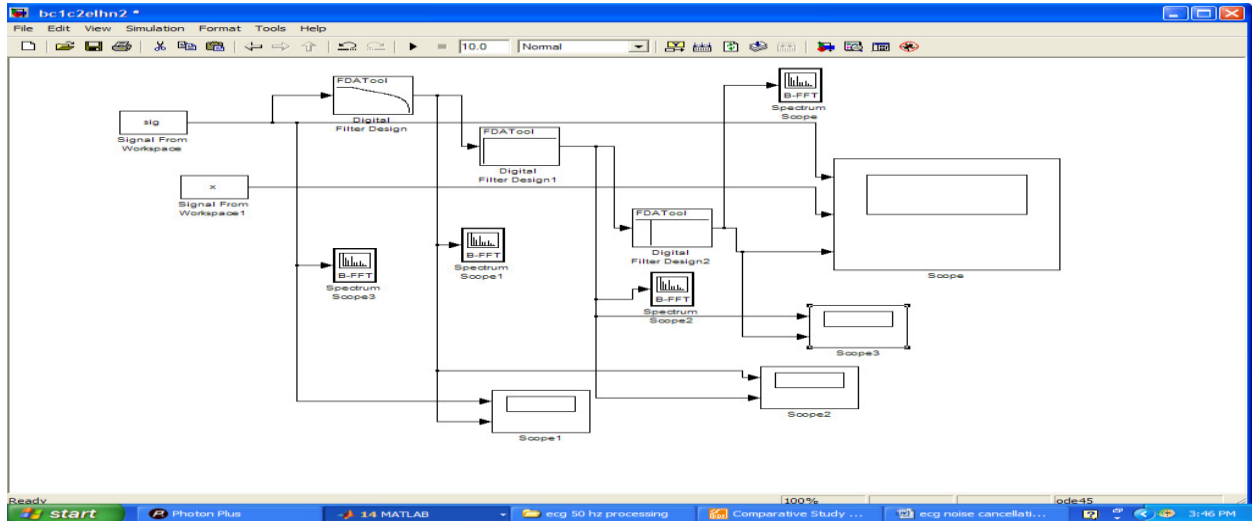 bc1c2elhn2 *
File Edit View Simulation Format Tools Help
10.0 Normal
FDATool
Digital
Filter Design
B-FFT
Spectrum
Scope
sig
Signal From
Workspace
FDATool
Digital
Filter Design1
x
Signal From
Workspace1
FDATool
Digital
Filter Design2
Scope
B-FFT
Spectrum
Scope3
B-FFT
Spectrum
Scope1
B-FFT
Spectrum
Scope2
Scope3
Scope2
Scope1
Ready 100% ode45
start Photon Plus 14 MATLAB ecg 50 hz processing Comparative Study ... ecg noise cancellati... 3:46 PM